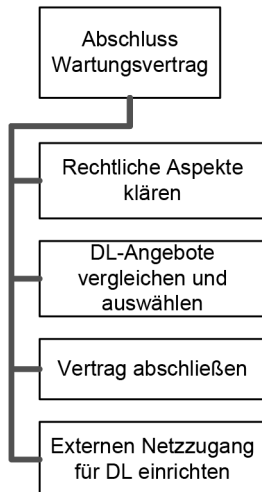 Abschluss
Wartungsvertrag
Rechtliche Aspekte
klären
DL-Angebote
vergleichen und
auswählen
Vertrag abschließen
Externen Netzzugang
für DL einrichten